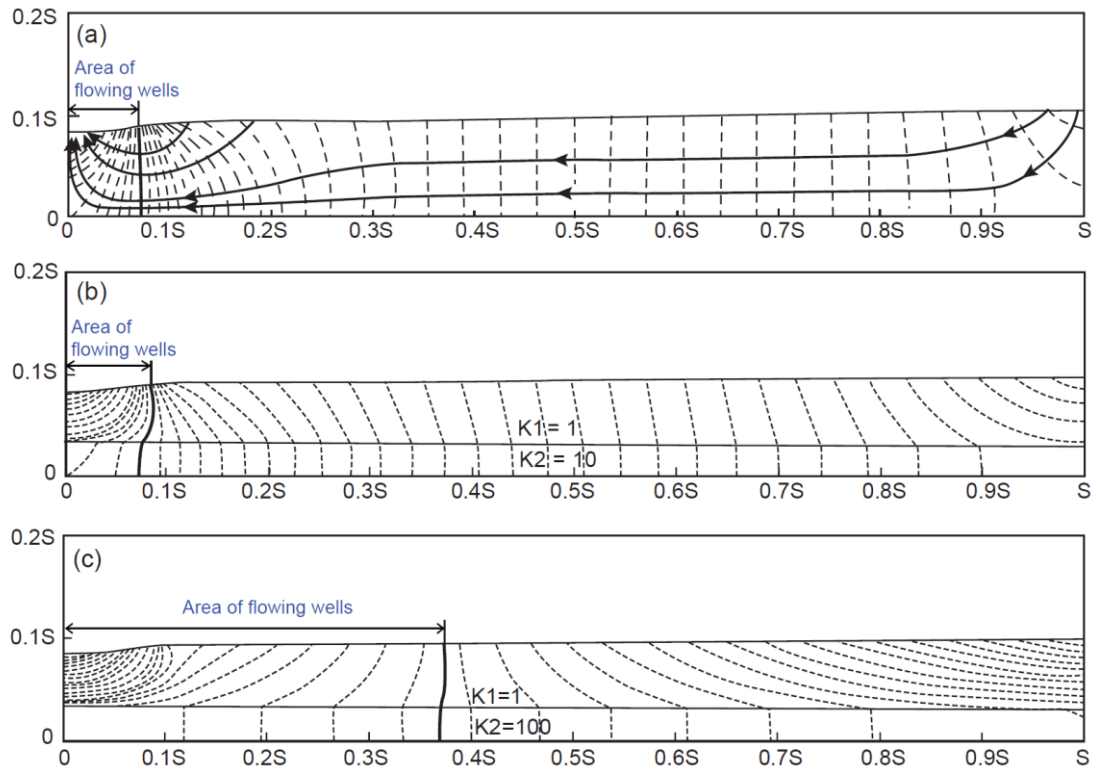 (a)
0.2S
Area of
flowing wells
0.1S
0
0 0.1S 0.2S 0.3S 0.4S 0.5S 0.6S 0.7S 0.8S 0.9S S
(b)
0.2S
Area of
flowing wells
0.1S
K1= 1
K2 = 10
0
0 0.1S 0.2S 0.3S 0.4S 0.5S 0.6S 0.7S 0.8S 0.9S S
(c)
0.2S
Area of flowing wells
0.1S
K1=1
K2=100
0
0 0.1S 0.2S 0.3S 0.4S 0.5S 0.6S 0.7S 0.8S 0.9S S